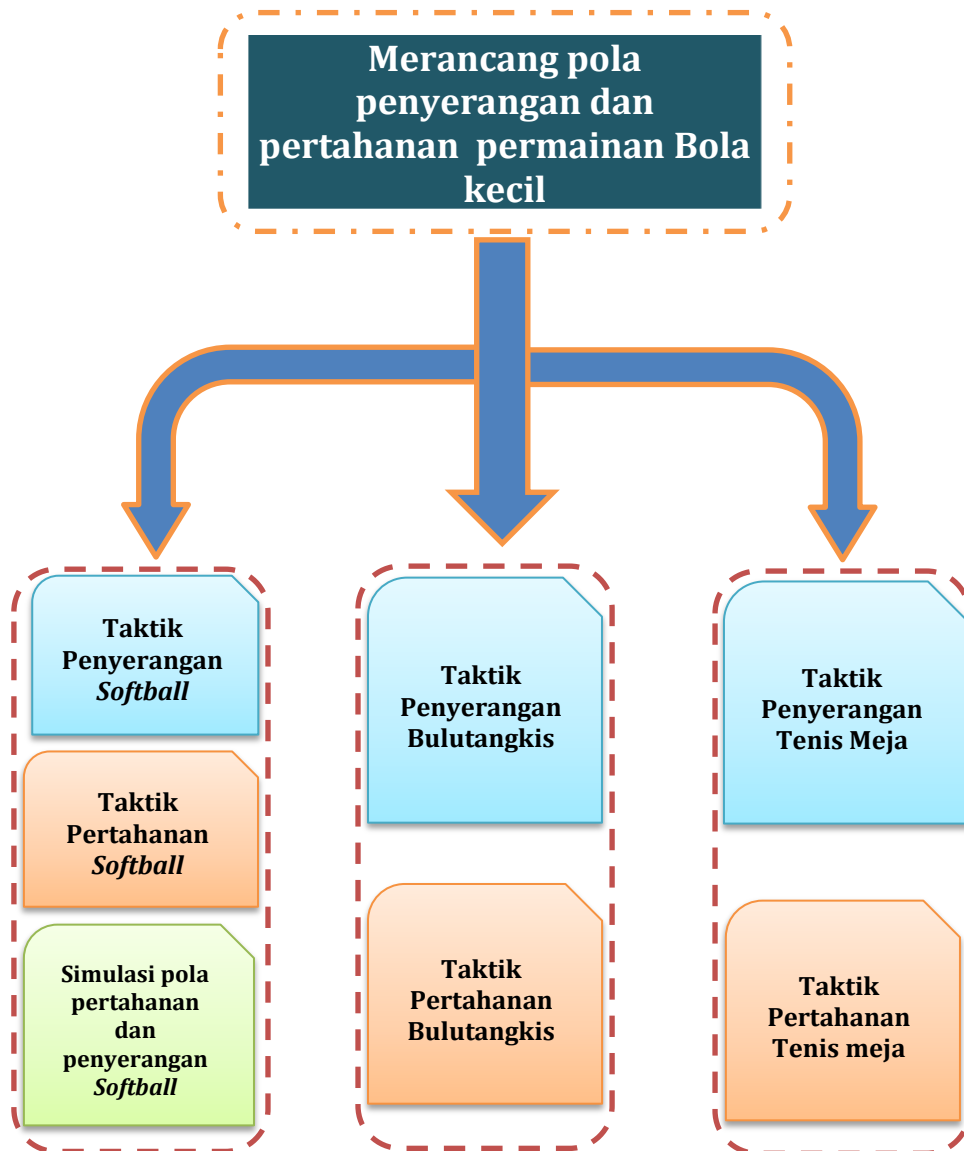 Merancang pola
penyerangan dan
pertahanan permainan Bola
kecil
Taktik
Penyerangan
Softball
Taktik
Pertahanan
Softball
Simulasi pola
pertahanan
dan
penyerangan
Softball
Taktik
Penyerangan
Bulutangkis
Taktik
Pertahanan
Bulutangkis
Taktik
Penyerangan
Tenis Meja
Taktik
Pertahanan
Tenis meja